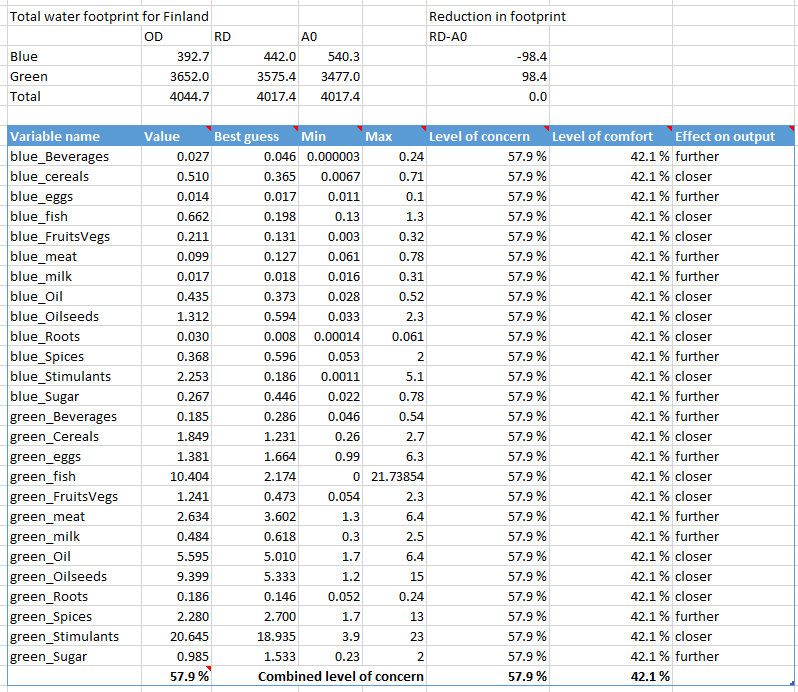 Total water footprint for Finland Reduction in footprint
OD RD A0 RD-A0
Blue 392.7 442.0 540.3 -98.4
Green 3652.0 3575.4 3477.0 98.4
Total 4044.7 4017.4 4017.4 0.0
Variable name Value Best guess Min Max Level of concern Level of comfort Effect on output
blue_Beverages 0.027 0.046 0.000003 0.24 57.9 % 42.1 % further
blue_cereals 0.510 0.365 0.0067 0.71 57.9 % 42.1 % closer
blue_eggs 0.014 0.017 0.011 0.1 57.9 % 42.1 % further
blue_fish 0.662 0.198 0.13 1.3 57.9 % 42.1 % closer
blue_FruitsVegs 0.211 0.131 0.003 0.32 57.9 % 42.1 % closer
blue_meat 0.099 0.127 0.061 0.78 57.9 % 42.1 % further
blue_milk 0.017 0.018 0.016 0.31 57.9 % 42.1 % further
blue_Oil 0.435 0.373 0.028 0.52 57.9 % 42.1 % closer
blue_Oilseeds 1.312 0.594 0.033 2.3 57.9 % 42.1 % closer
blue_Roots 0.030 0.008 0.00014 0.061 57.9 % 42.1 % closer
blue_Spices 0.368 0.596 0.053 2 57.9 % 42.1 % further
blue_Stimulants 2.253 0.186 0.0011 5.1 57.9 % 42.1 % closer
blue_Sugar 0.267 0.446 0.022 0.78 57.9 % 42.1 % further
green_Beverages 0.185 0.286 0.046 0.54 57.9 % 42.1 % further
green_Cereals 1.849 1.231 0.26 2.7 57.9 % 42.1 % closer
green_eggs 1.381 1.664 0.99 6.3 57.9 % 42.1 % further
green_fish 10.404 2.174 0 21.73854 57.9 % 42.1 % closer
green_FruitsVegs 1.241 0.473 0.054 2.3 57.9 % 42.1 % closer
green_meat 2.634 3.602 1.3 6.4 57.9 % 42.1 % further
green_milk 0.484 0.618 0.3 2.5 57.9 % 42.1 % further
green_Oil 5.595 5.010 1.7 6.4 57.9 % 42.1 % closer
green_Oilseeds 9.399 5.333 1.2 15 57.9 % 42.1 % closer
green_Roots 0.186 0.146 0.052 0.24 57.9 % 42.1 % closer
green_Spices 2.280 2.700 1.7 13 57.9 % 42.1 % further
green_Stimulants 20.645 18.935 3.9 23 57.9 % 42.1 % closer
green_Sugar 0.985 1.533 0.23 2 57.9 % 42.1 % further
57.9 % Combined level of concern 57.9 % 42.1 %